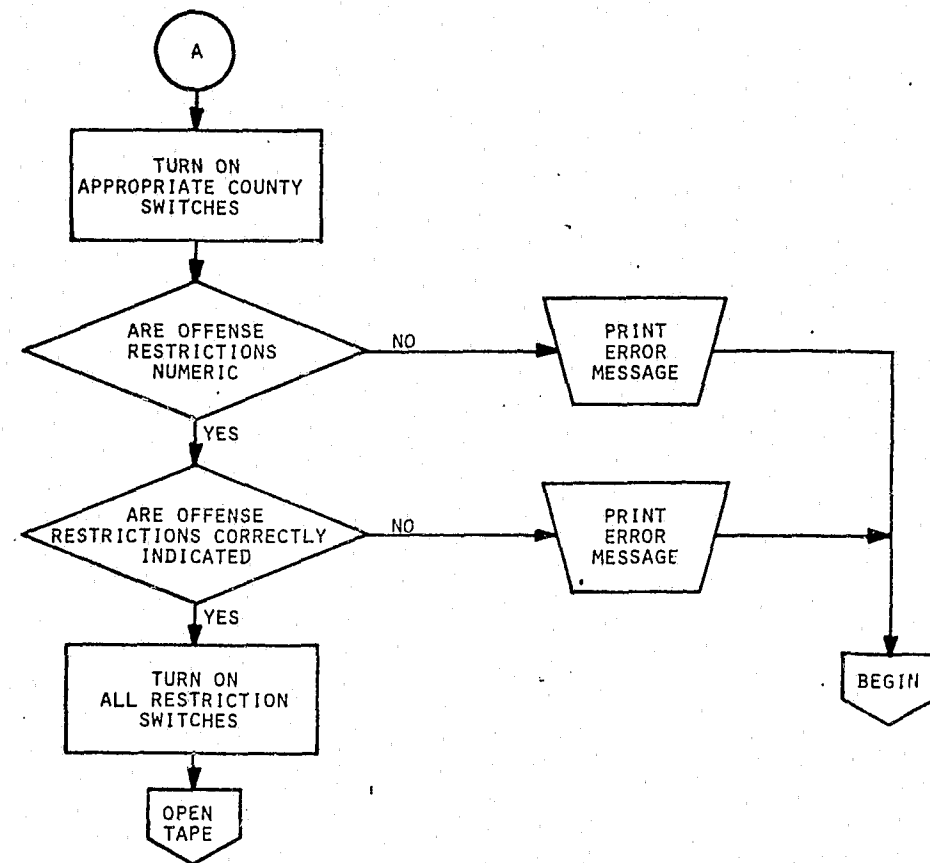 A
TURN ON
APPROPRIATE COUNTY
SWITCHES
ARE OFFENSE
RESTRICTIONS
NUMERIC
NO
PRINT
ERROR
MESSAGE
YES
ARE OFFENSE
RESTRICTIONS CORRECTLY
INDICATED
NO
PRINT
ERROR
MESSAGE
YES
TURN ON
ALL RESTRICTION
SWITCHES
BEGIN
OPEN
TAPE